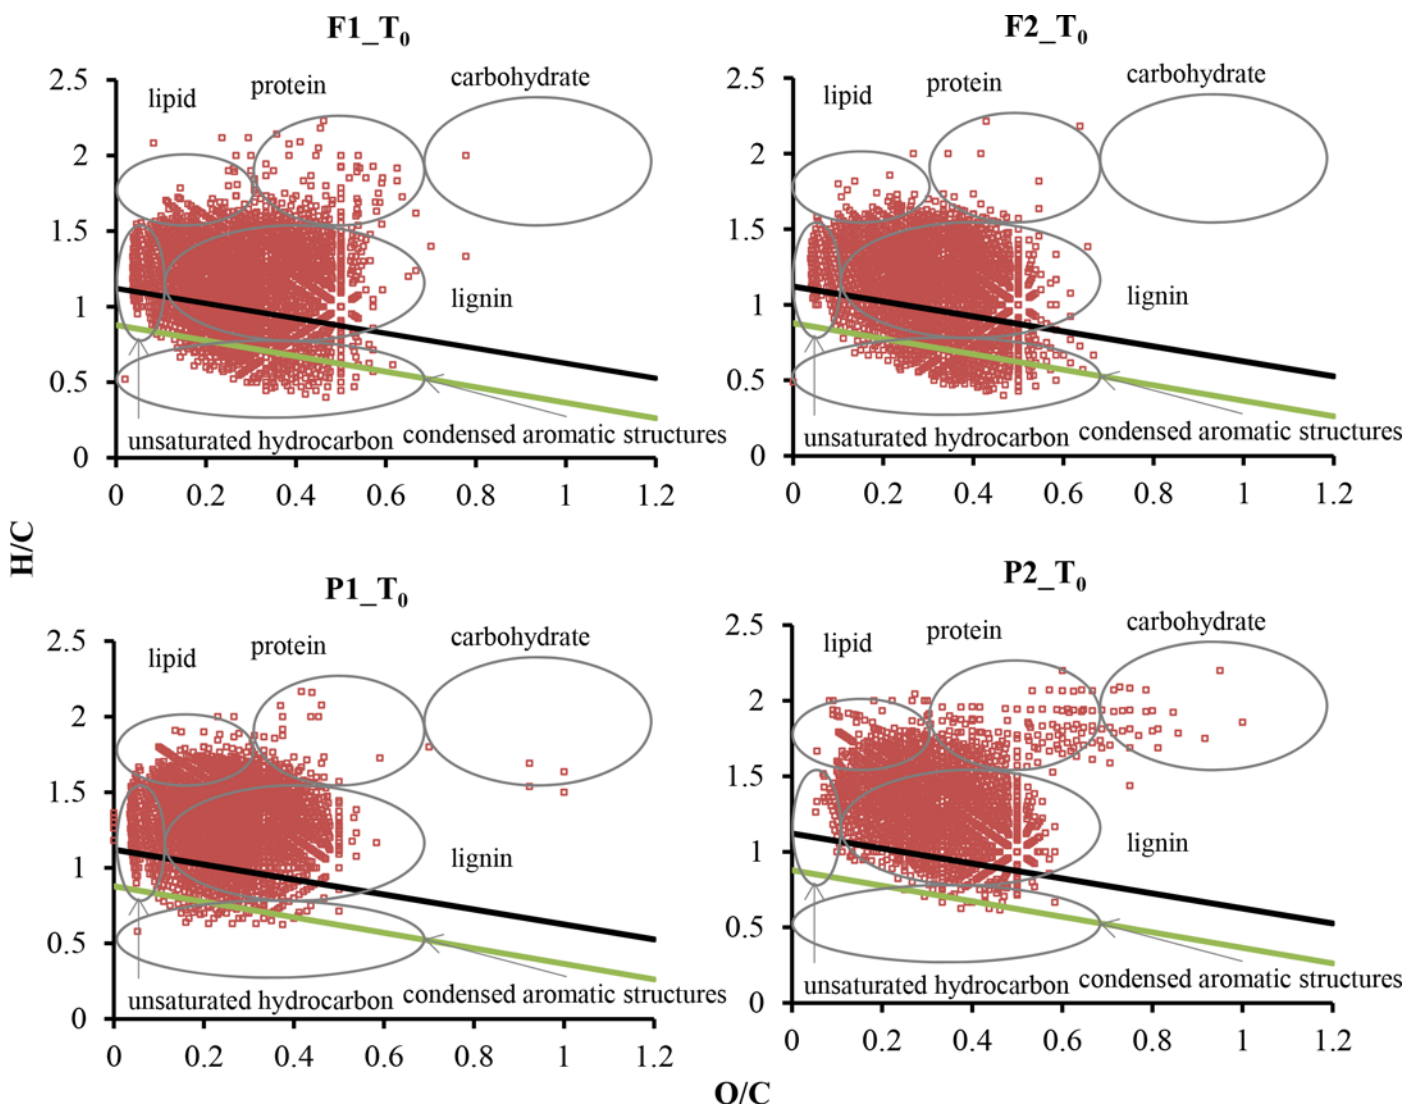 F1_T₀
F2_T₀
lipid
protein
carbohydrate
lipid
protein
carbohydrate
2.5
2
1.5
1
0.5
0
2.5
2
1.5
1
0.5
0
lignin
lignin
unsaturated hydrocarbon
condensed aromatic structures
unsaturated hydrocarbon
condensed aromatic structures
0 0.2 0.4 0.6 0.8 1 1.2
0 0.2 0.4 0.6 0.8 1 1.2
H/C
P1_T₀
P2_T₀
lipid
protein
carbohydrate
lipid
protein
carbohydrate
2.5
2
1.5
1
0.5
0
2.5
2
1.5
1
0.5
0
lignin
lignin
unsaturated hydrocarbon
condensed aromatic structures
unsaturated hydrocarbon
condensed aromatic structures
0 0.2 0.4 0.6 0.8 1 1.2
0 0.2 0.4 0.6 0.8 1 1.2
O/C